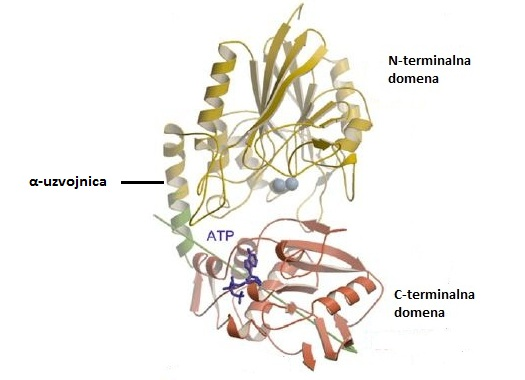 N-terminalna
domena
α-uzvojnica
ATP
C-terminalna
domena